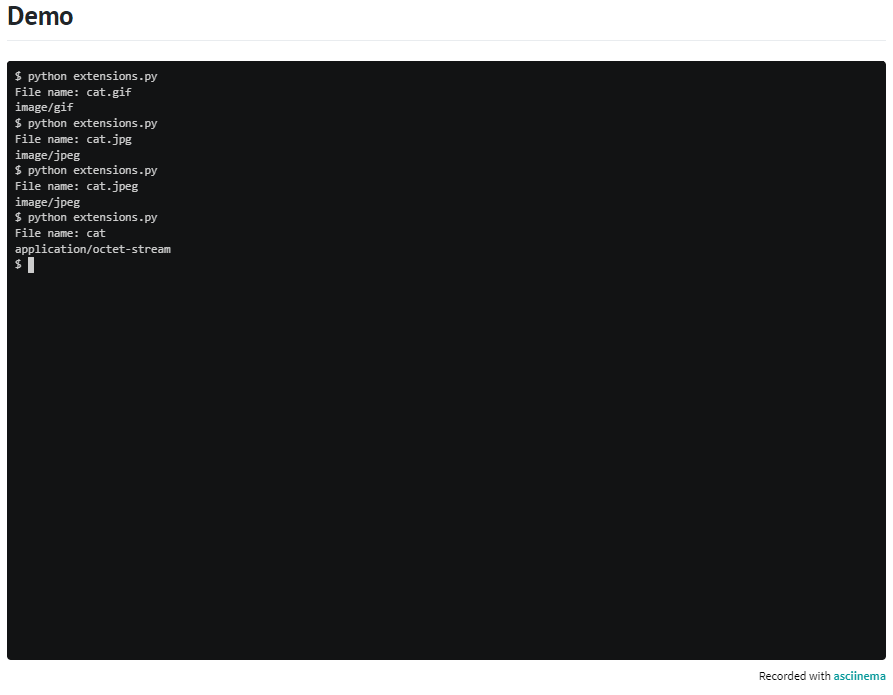 Demo
$ python extensions.py
File name: cat.gif
image/gif
$ python extensions.py
File name: cat.jpg
image/jpeg
$ python extensions.py
File name: cat.jpeg
image/jpeg
$ python extensions.py
File name: cat
application/octet-stream
$
Recorded with asciinema